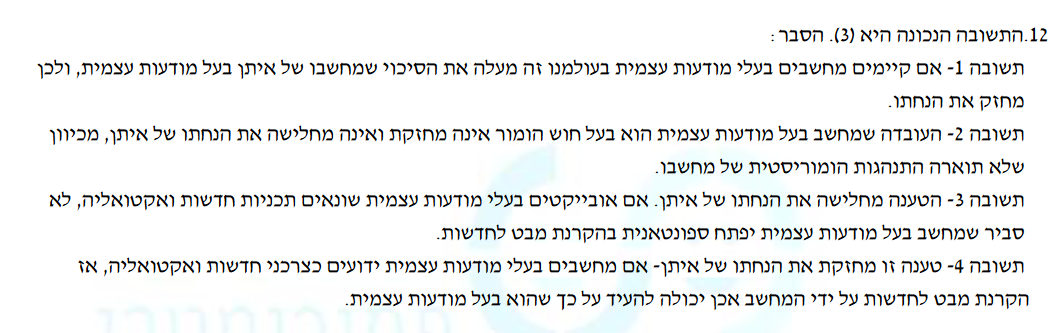 12.התשובה הנכונה היא (3). הסבר :
תשובה 1- אם קיימים מחשבים בעלי מודעות עצמית בעולמנו זה מעלה את הסיכוי שמחשבו של איתן בעל מודעות עצמית, ולכן
מחזק את הנחתו.
תשובה 2- העובדה שמחשב בעל מודעות עצמית הוא בעל חוש הומור אינה מחזקת ואינה מחלישה את הנחתו של איתן, מכיוון
שלא תוארה התנהגות הומוריסטית של מחשבו.
תשובה 3- הטענה מחלישה את הנחתו של איתן. אם אובייקטים בעלי מודעות עצמית שונאים תכניות חדשות ואקטואליה, לא
סביר שמחשב בעל מודעות עצמית יפתח ספונטאנית בהקרנת מבט לחדשות.
תשובה 4- טענה זו מחזקת את הנחתו של איתן- אם מחשבים בעלי מודעות עצמית ידועים כצרכני חדשות ואקטואליה, אז
הקרנת מבט לחדשות על ידי המחשב אכן יכולה להעיד על כך שהוא בעל מודעות עצמית.